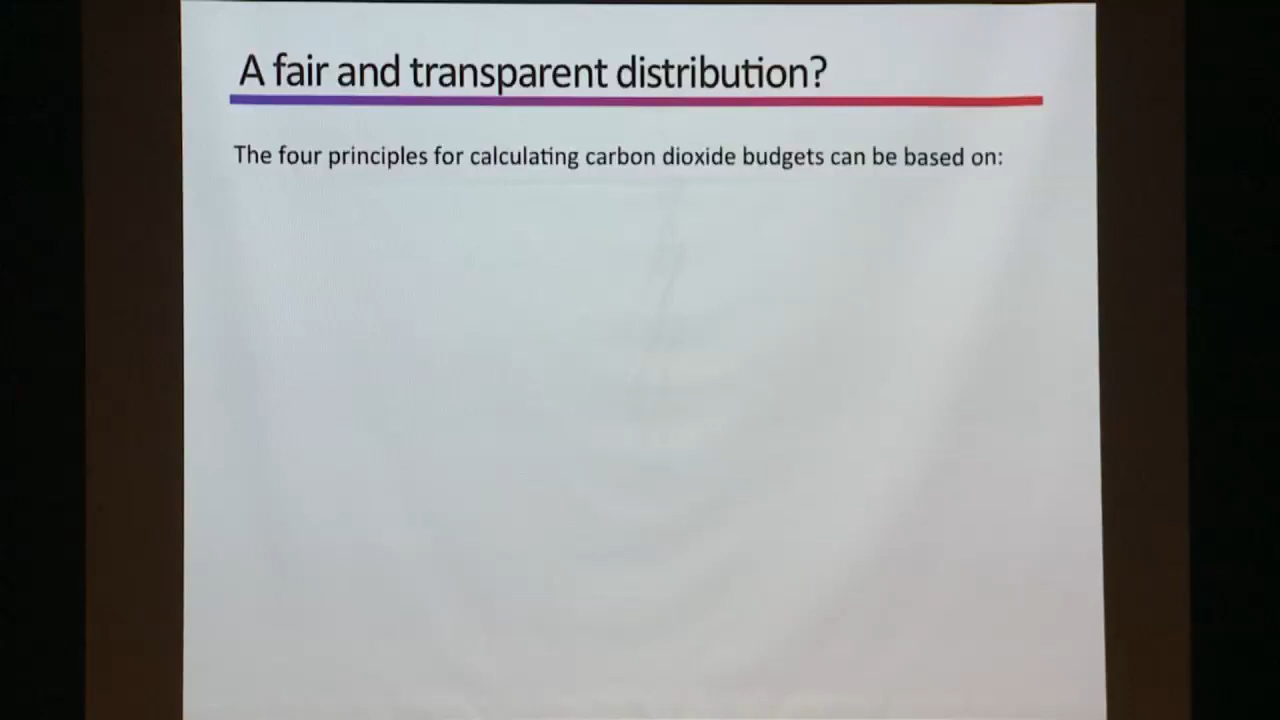 A fair and transparent distribution?
The four principles for calculating carbon dioxide budgets can be based on: